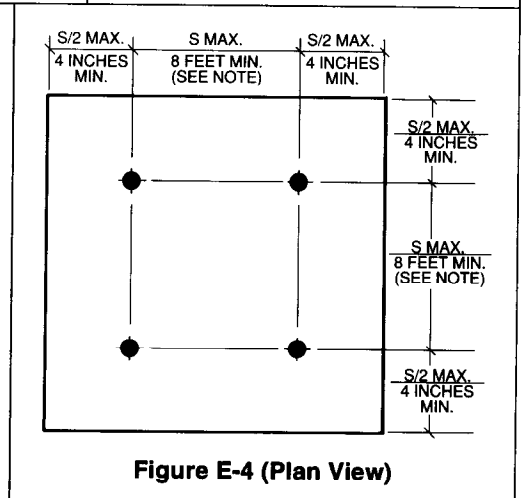 S/2 MAX.
4 INCHES
MIN.
S MAX.
8 FEET MIN.
(SEE NOTE)
S/2 MAX.
4 INCHES
MIN.
S/2 MAX.
4 INCHES
MIN.
S MAX.
8 FEET MIN.
(SEE NOTE)
S/2 MAX.
4 INCHES
MIN.
Figure E-4 (Plan View)